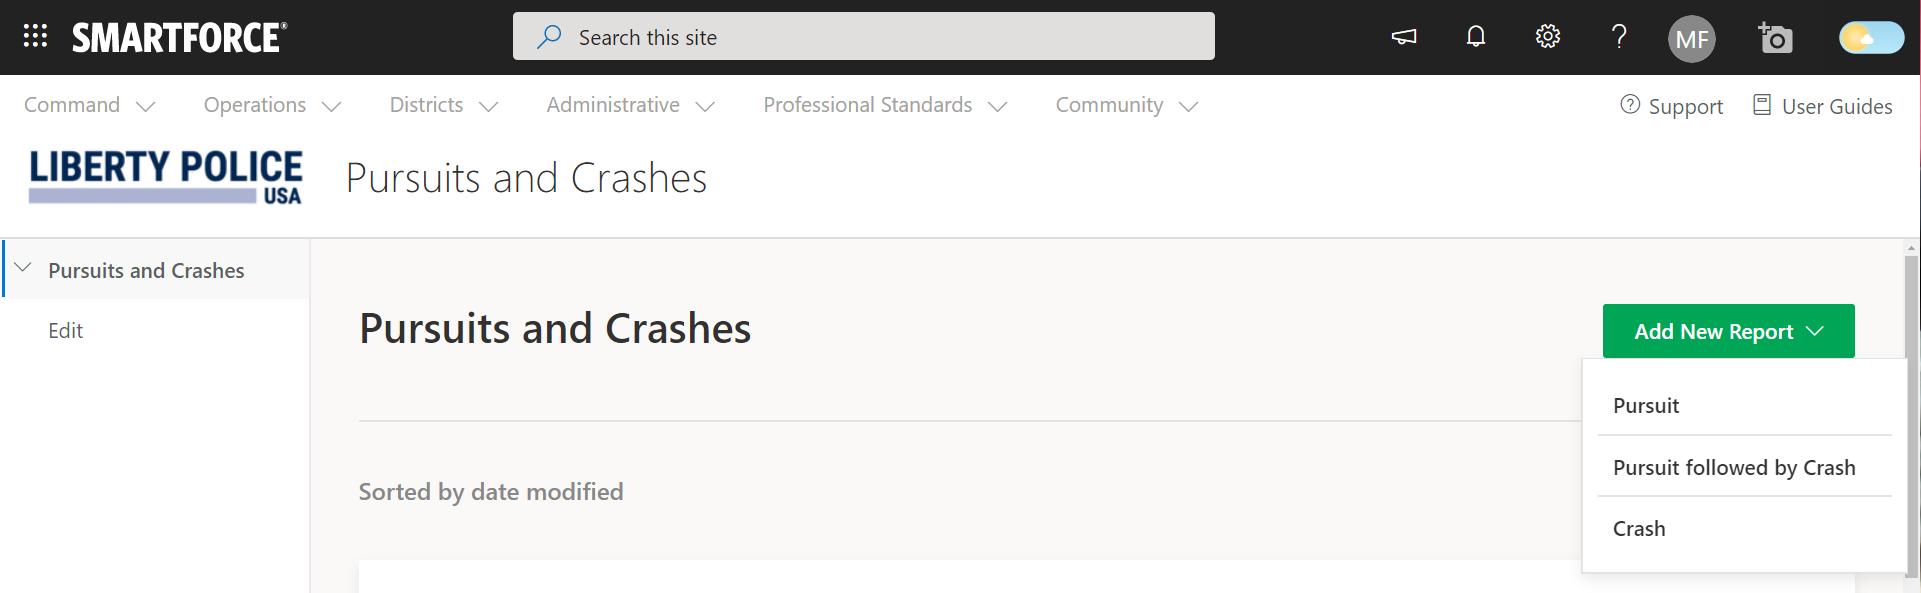 SMARTFORCE®
Search this site
?
MF
Command
Operations
Districts
Administrative
Professional Standards
Community
Support
User Guides
LIBERTY POLICE
USA
Pursuits and Crashes
Pursuits and Crashes
Edit
Pursuits and Crashes
Add New Report
Pursuit
Pursuit followed by Crash
Crash
Sorted by date modified